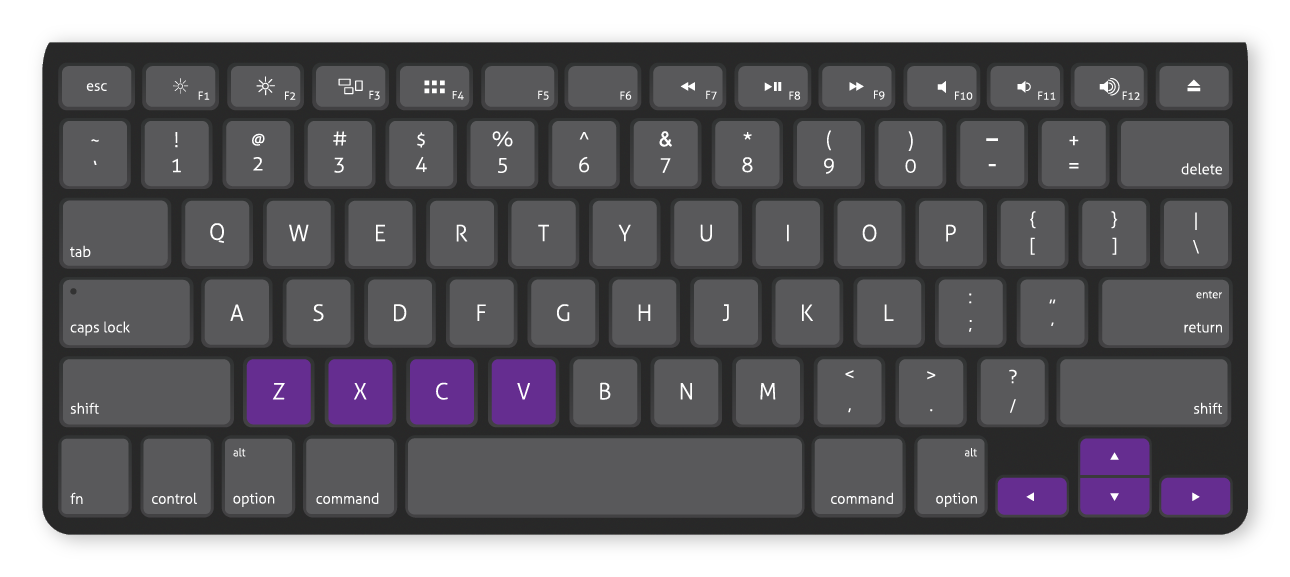 esc F1 F2 F3 F4 F5 F6 F7 F8 F9 F10 F11 F12
~ ! @ # $ % ^ & * ( ) – +
` 1 2 3 4 5 6 7 8 9 0 - = delete
tab Q W E R T Y U I O P { [ } ] | \
caps lock A S D F G H J K L : ; " ' enter return
shift Z X C V B N M < , > . ? / shift
fn control alt option command command alt option